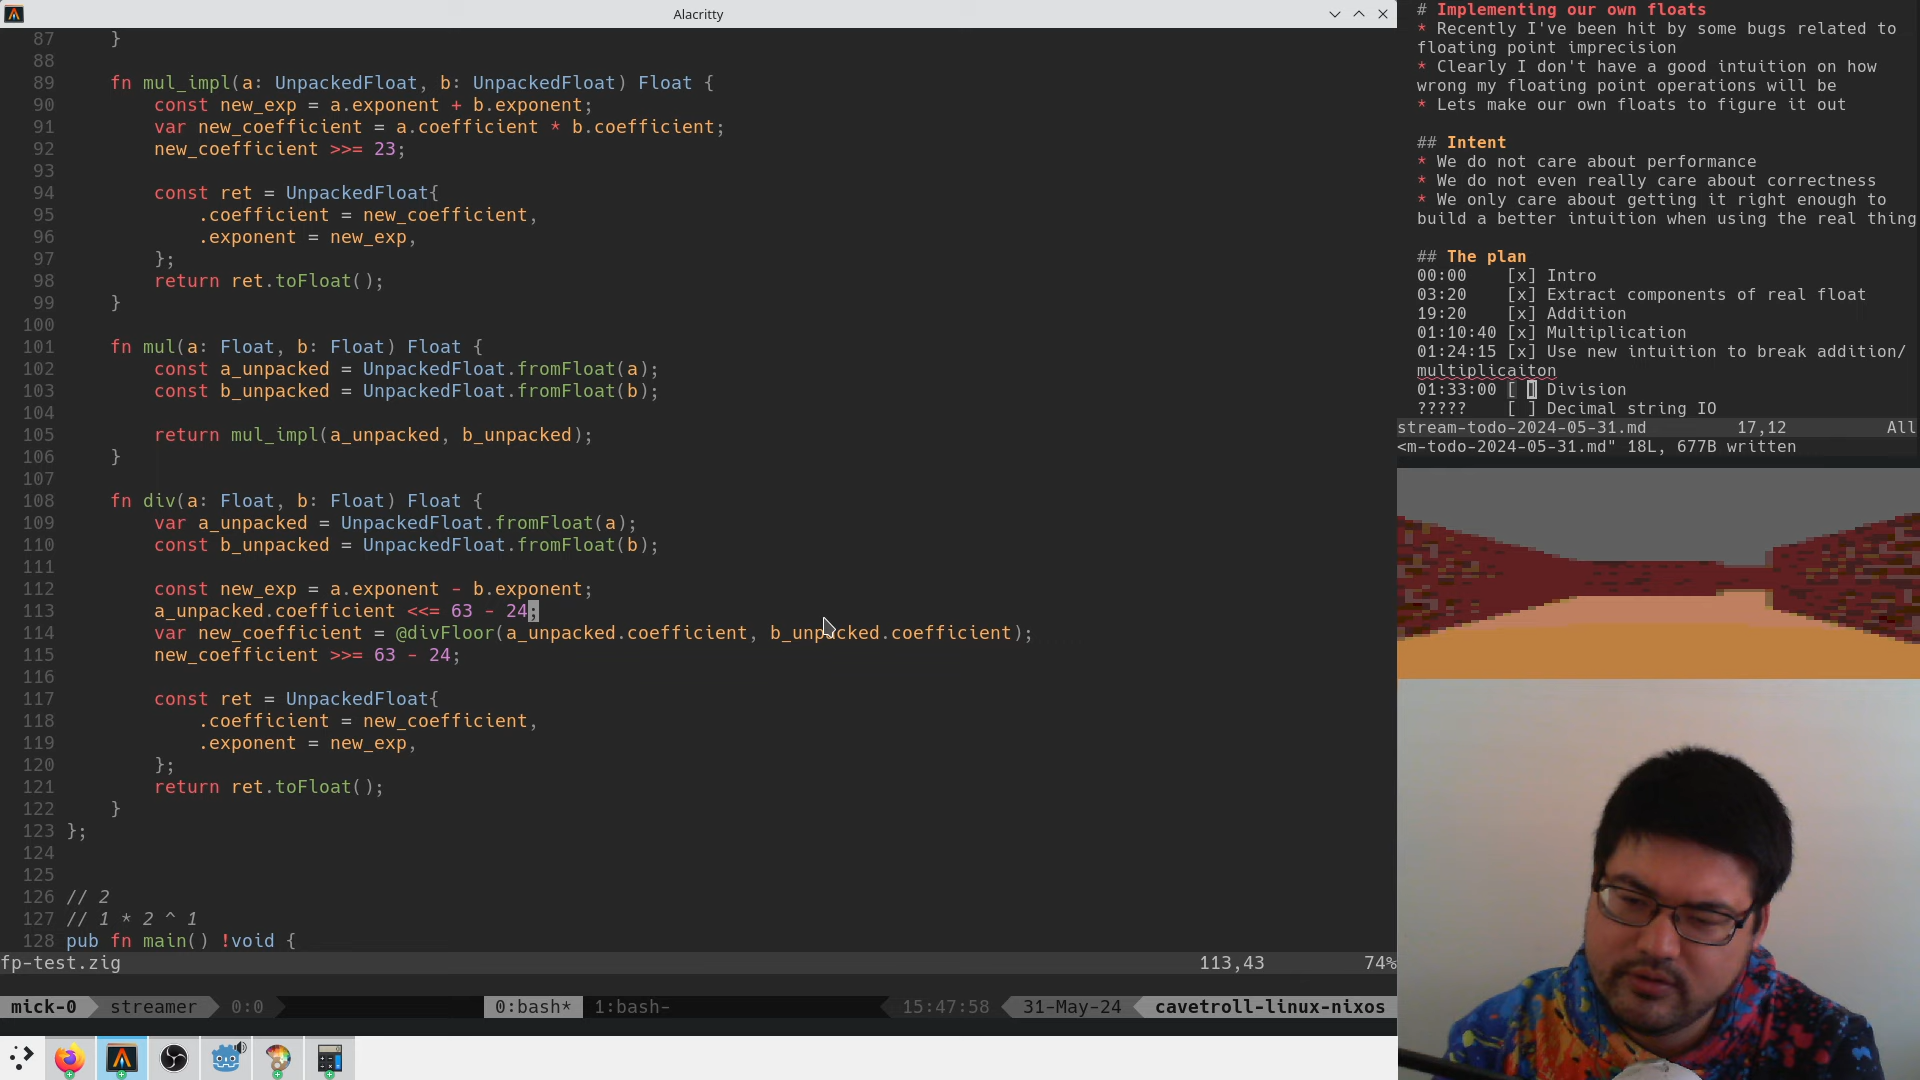 Alacritty
87     }
88
89     fn mul_impl(a: UnpackedFloat, b: UnpackedFloat) Float {
90         const new_exp = a.exponent + b.exponent;
91         var new_coefficient = a.coefficient * b.coefficient;
92         new_coefficient >>= 23;
93
94         const ret = UnpackedFloat{
95             .coefficient = new_coefficient,
96             .exponent = new_exp,
97         };
98         return ret.toFloat();
99     }
100
101     fn mul(a: Float, b: Float) Float {
102         const a_unpacked = UnpackedFloat.fromFloat(a);
103         const b_unpacked = UnpackedFloat.fromFloat(b);
104
105         return mul_impl(a_unpacked, b_unpacked);
106     }
107
108     fn div(a: Float, b: Float) Float {
109         var a_unpacked = UnpackedFloat.fromFloat(a);
110         const b_unpacked = UnpackedFloat.fromFloat(b);
111
112         const new_exp = a.exponent - b.exponent;
113         a_unpacked.coefficient <<= 63 - 24;
114         var new_coefficient = @divFloor(a_unpacked.coefficient, b_unpacked.coefficient);
115         new_coefficient >>= 63 - 24;
116
117         const ret = UnpackedFloat{
118             .coefficient = new_coefficient,
119             .exponent = new_exp,
120         };
121         return ret.toFloat();
122     }
123 };
124
125
126 // 2
127 // 1 * 2 ^ 1
128 pub fn main() !void {
fp-test.zig 113,43 74%
mick-0 streamer 0:0 0:bash* 1:bash- 15:47:58 31-May-24 cavetroll-linux-nixos
# Implementing our own floats
* Recently I've been hit by some bugs related to
floating point imprecision
* Clearly I don't have a good intuition on how
wrong my floating point operations will be
* Lets make our own floats to figure it out
## Intent
* We do not care about performance
* We do not even really care about correctness
* We only care about getting it right enough to
build a better intuition when using the real thing
## The plan
00:00    [x] Intro
03:20    [x] Extract components of real float
19:20    [x] Addition
01:10:40 [x] Multiplication
01:24:15 [x] Use new intuition to break addition/
multiplicaiton
01:33:00 [ ] Division
?????    [ ] Decimal string IO
stream-todo-2024-05-31.md 17,12 All
<m-todo-2024-05-31.md" 18L, 677B written